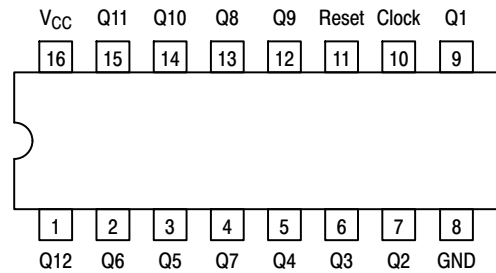 VCC Q11 Q10 Q8 Q9 Reset Clock Q1
16 15 14 13 12 11 10 9
1 2 3 4 5 6 7 8
Q12 Q6 Q5 Q7 Q4 Q3 Q2 GND